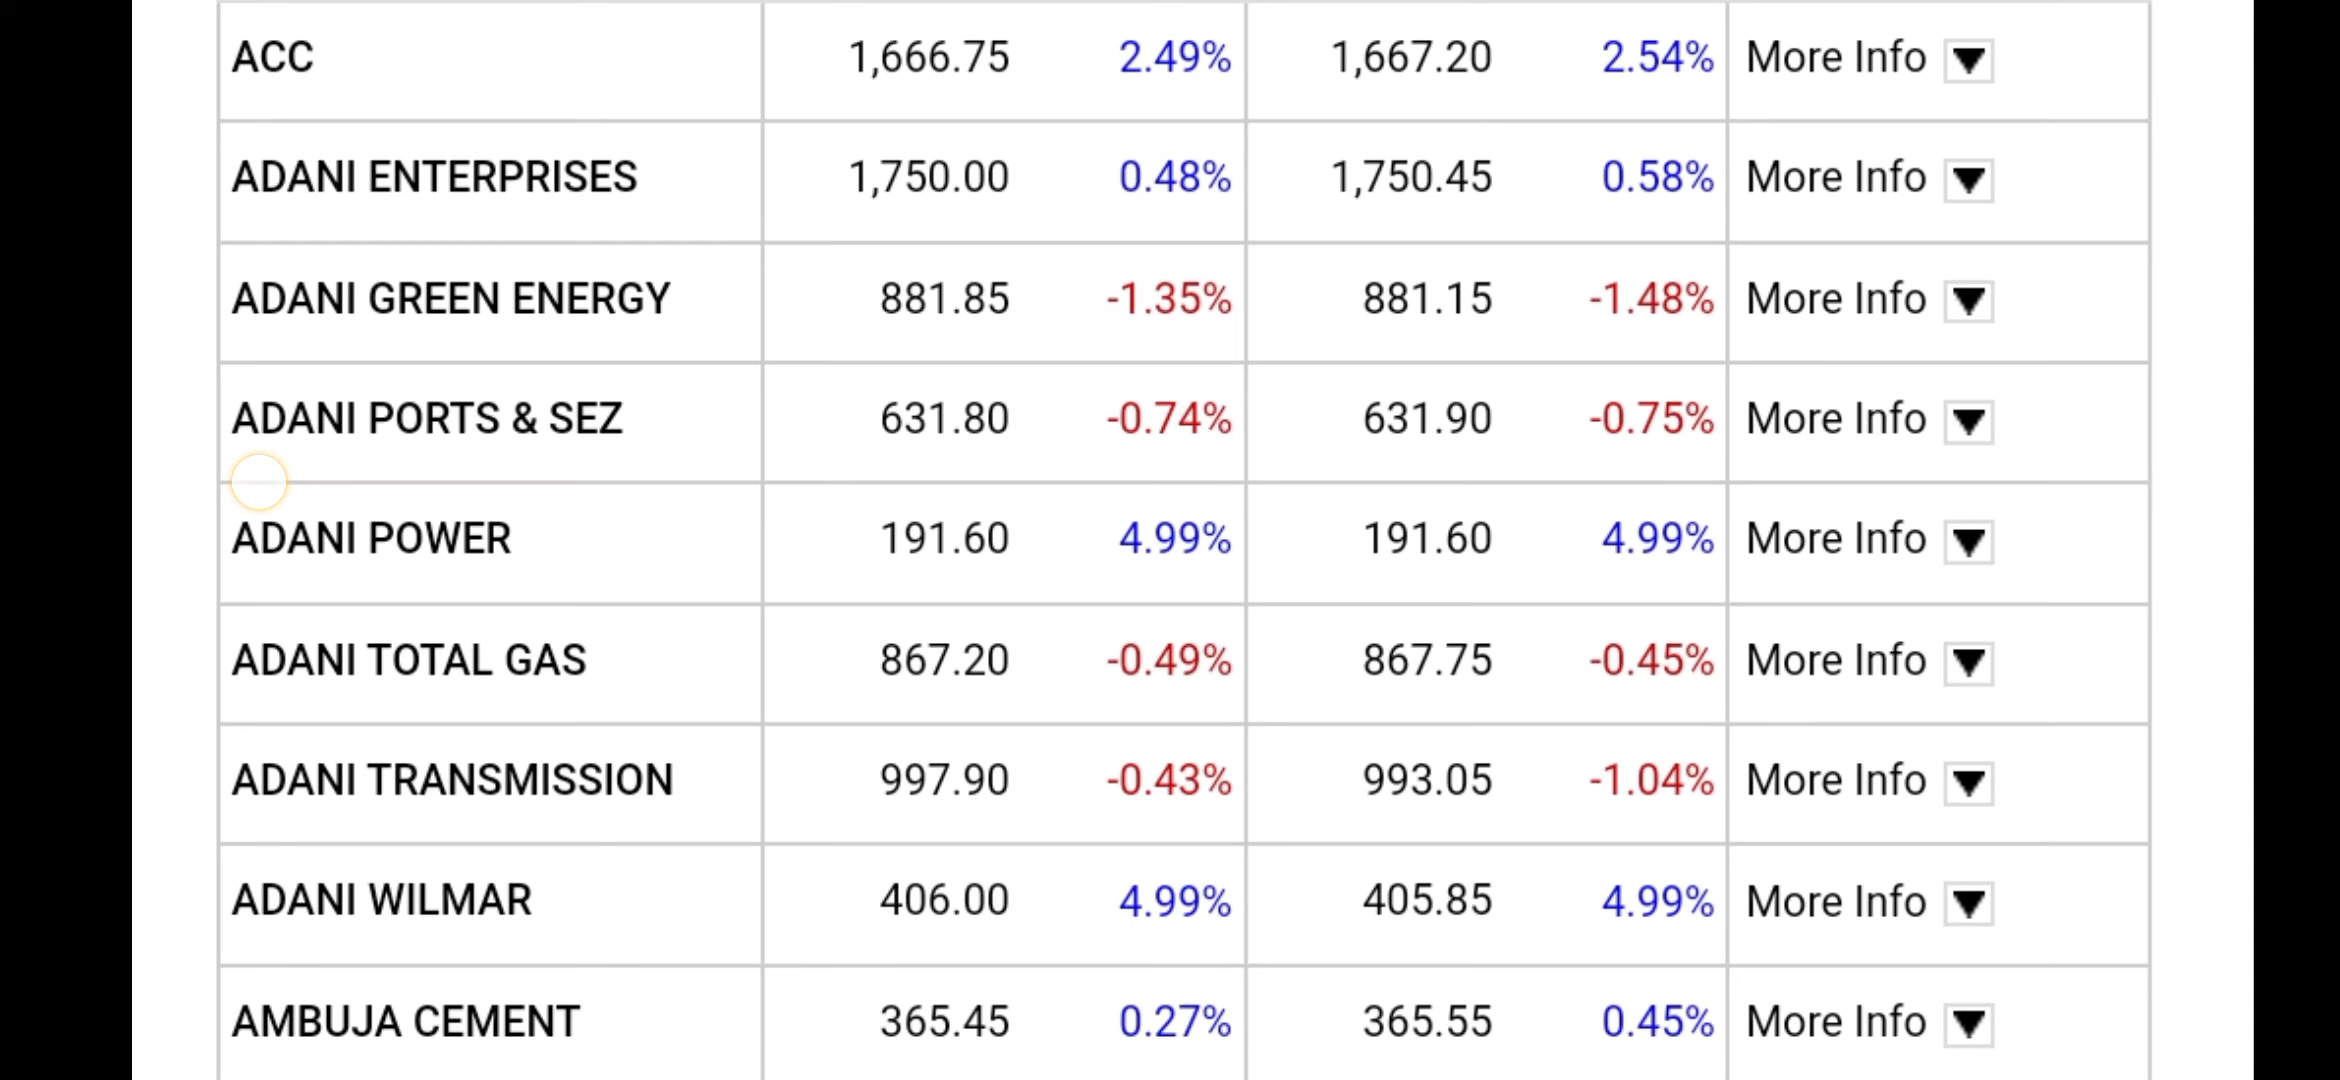 ACC 1,666.75 2.49% 1,667.20 2.54% More Info
ADANI ENTERPRISES 1,750.00 0.48% 1,750.45 0.58% More Info
ADANI GREEN ENERGY 881.85 -1.35% 881.15 -1.48% More Info
ADANI PORTS & SEZ 631.80 -0.74% 631.90 -0.75% More Info
ADANI POWER 191.60 4.99% 191.60 4.99% More Info
ADANI TOTAL GAS 867.20 -0.49% 867.75 -0.45% More Info
ADANI TRANSMISSION 997.90 -0.43% 993.05 -1.04% More Info
ADANI WILMAR 406.00 4.99% 405.85 4.99% More Info
AMBUJA CEMENT 365.45 0.27% 365.55 0.45% More Info